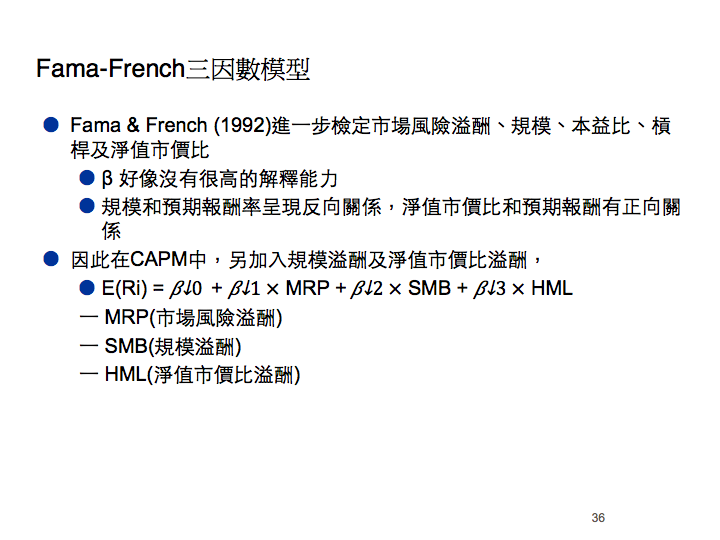 Fama-French三因數模型
● Fama & French (1992)進一步檢定市場風險溢酬、規模、本益比、槓
桿及淨值市價比
● β 好像沒有很高的解釋能力
● 規模和預期報酬率呈現反向關係，淨值市價比和預期報酬有正向關
係
● 因此在CAPM中，另加入規模溢酬及淨值市價比溢酬，
● E(Ri) = 𝛽↓0 + 𝛽↓1 × MRP + 𝛽↓2 × SMB + 𝛽↓3 × HML
一 MRP(市場風險溢酬)
一 SMB(規模溢酬)
一 HML(淨值市價比溢酬)
36